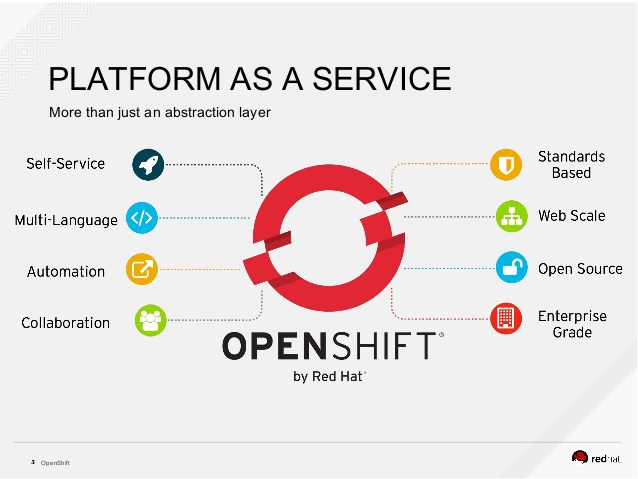 PLATFORM AS A SERVICE
More than just an abstraction layer
Self-Service
Multi-Language
</>
Automation
Collaboration
Standards
Based
Web Scale
Open Source
Enterprise
Grade
OPENSHIFT®
by Red Hat®
5 OpenShift
redhat.